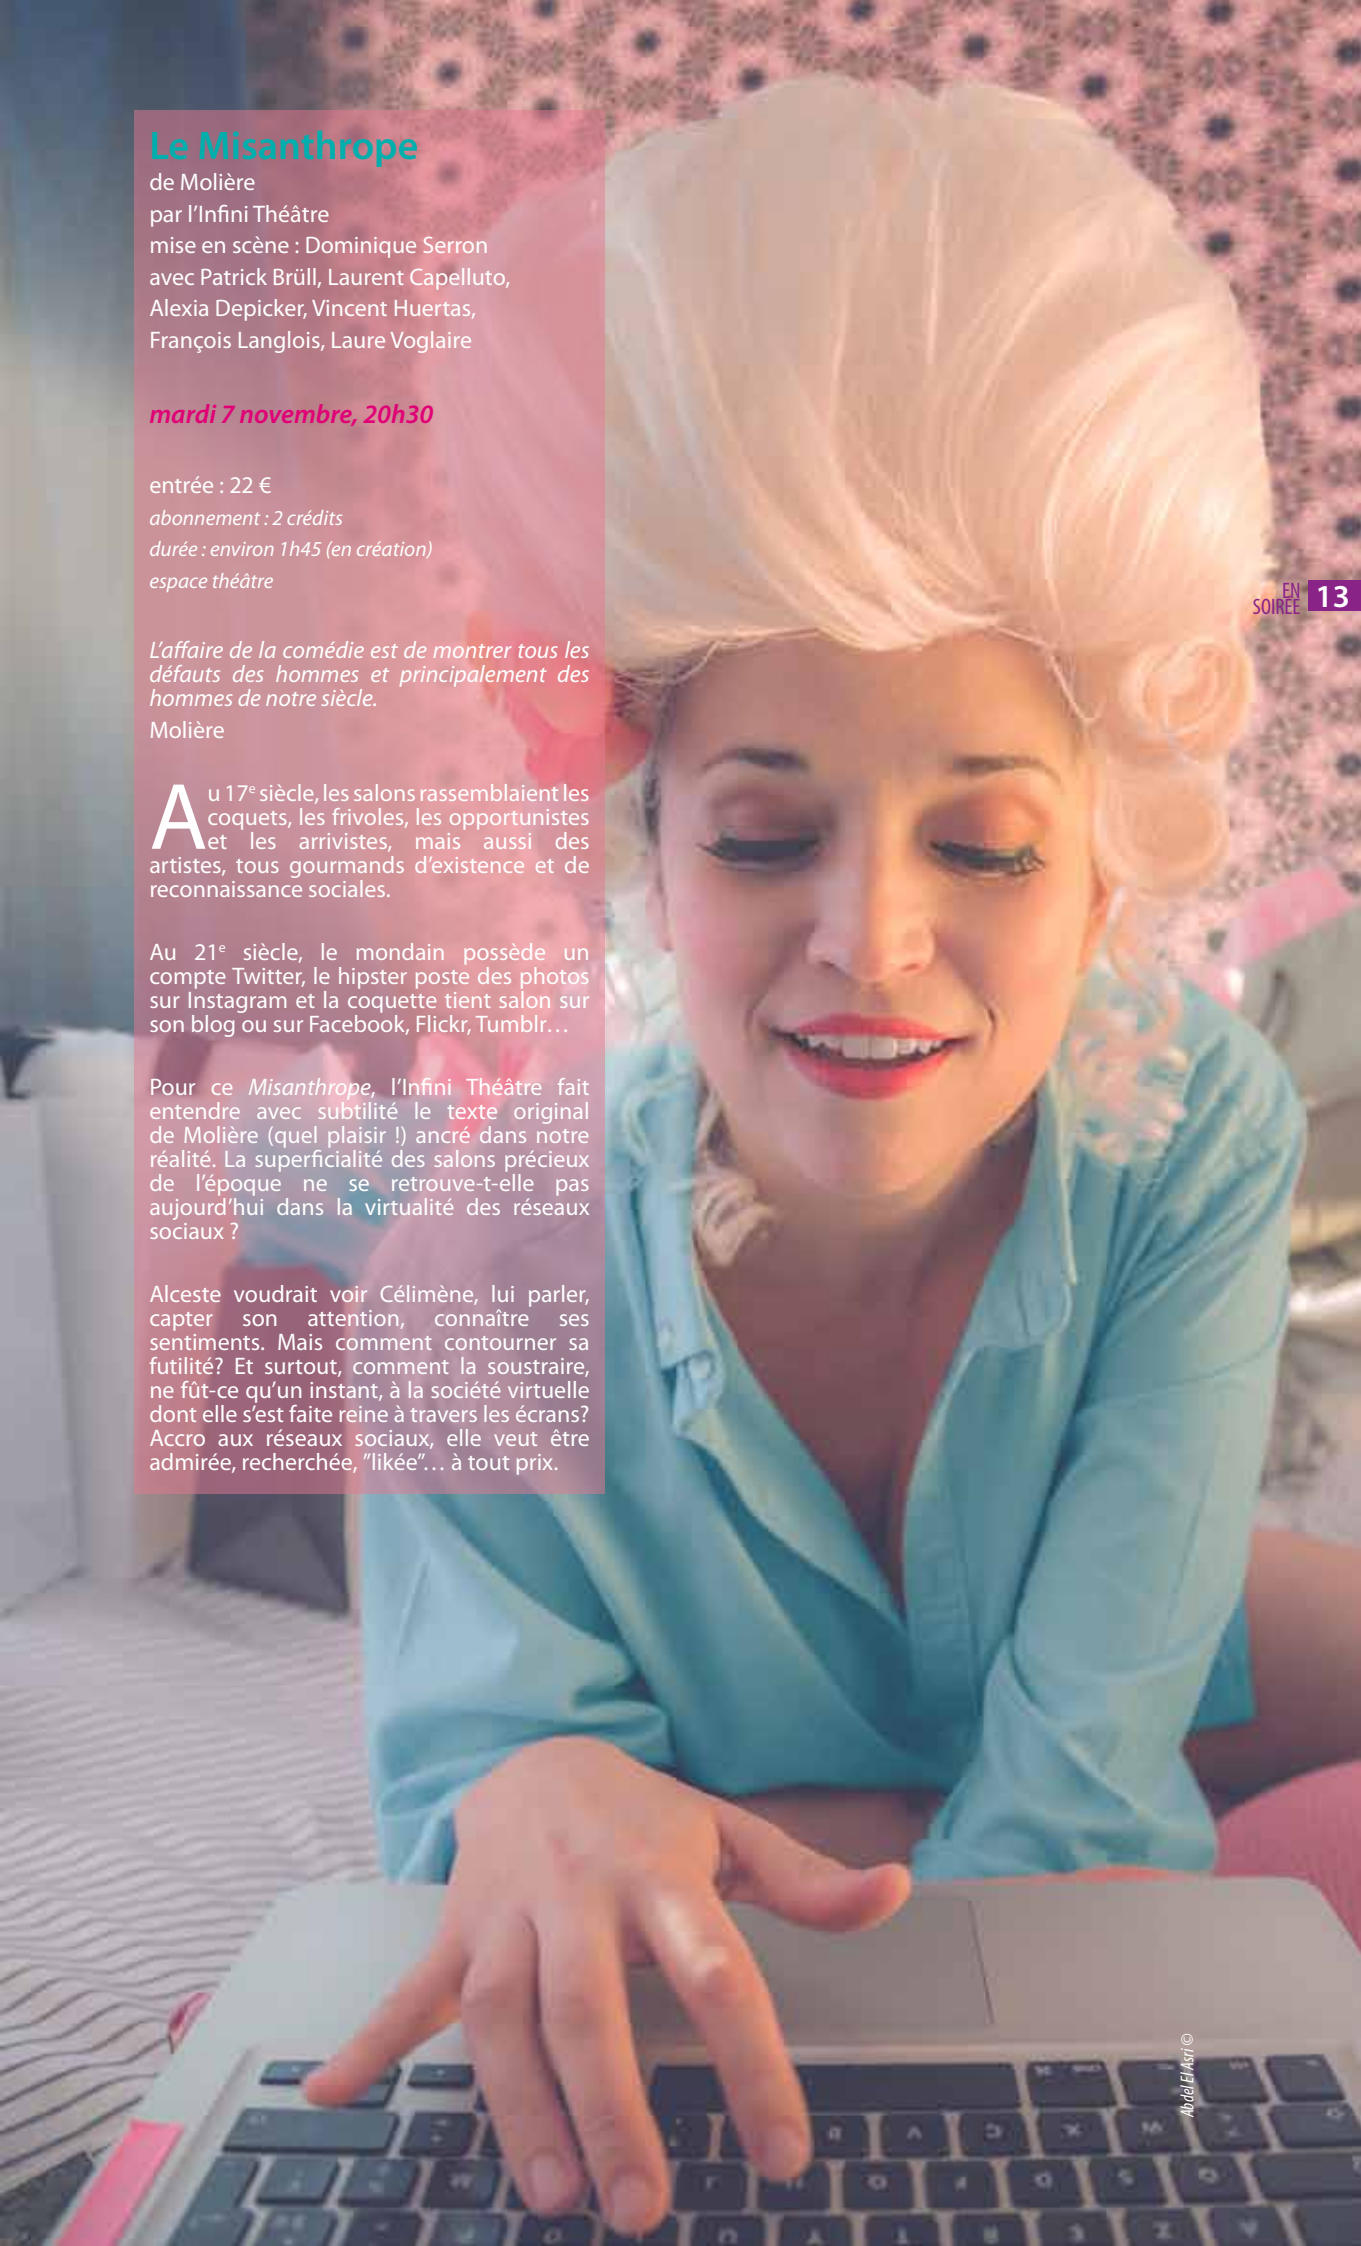 Le Misanthrope
de Molière
par l’Infini Théâtre
mise en scène : Dominique Serron
avec Patrick Brüll, Laurent Capelluto,
Alexia Depicker, Vincent Huertas,
François Langlois, Laure Voglaire
mardi 7 novembre, 20h30
entrée : 22 €
abonnement : 2 crédits
durée : environ 1h45 (en création)
espace théâtre
L’affaire de la comédie est de montrer tous les
défauts des hommes et principalement des
hommes de notre siècle.
Molière
Au 17e siècle, les salons rassemblaient les
coquets, les frivoles, les opportunistes
et les arrivistes, mais aussi des
artistes, tous gourmands d’existence et de
reconnaissance sociales.
Au 21e siècle, le mondain possède un
compte Twitter, le hipster poste des photos
sur Instagram et la coquette tient salon sur
son blog ou sur Facebook, Flickr, Tumblr…
Pour ce Misanthrope, l’Infini Théâtre fait
entendre avec subtilité le texte original
de Molière (quel plaisir !) ancré dans notre
réalité. La superficialité des salons précieux
de l’époque ne se retrouve-t-elle pas
aujourd’hui dans la virtualité des réseaux
sociaux ?
Alceste voudrait voir Célimène, lui parler,
capter son attention, connaître ses
sentiments. Mais comment contourner sa
futilité? Et surtout, comment la soustraire,
ne fût-ce qu’un instant, à la société virtuelle
dont elle s’est faite reine à travers les écrans?
Accro aux réseaux sociaux, elle veut être
admirée, recherchée, ”likée”… à tout prix.
EN
SOIRÉE
13
Abdel El Asri ©